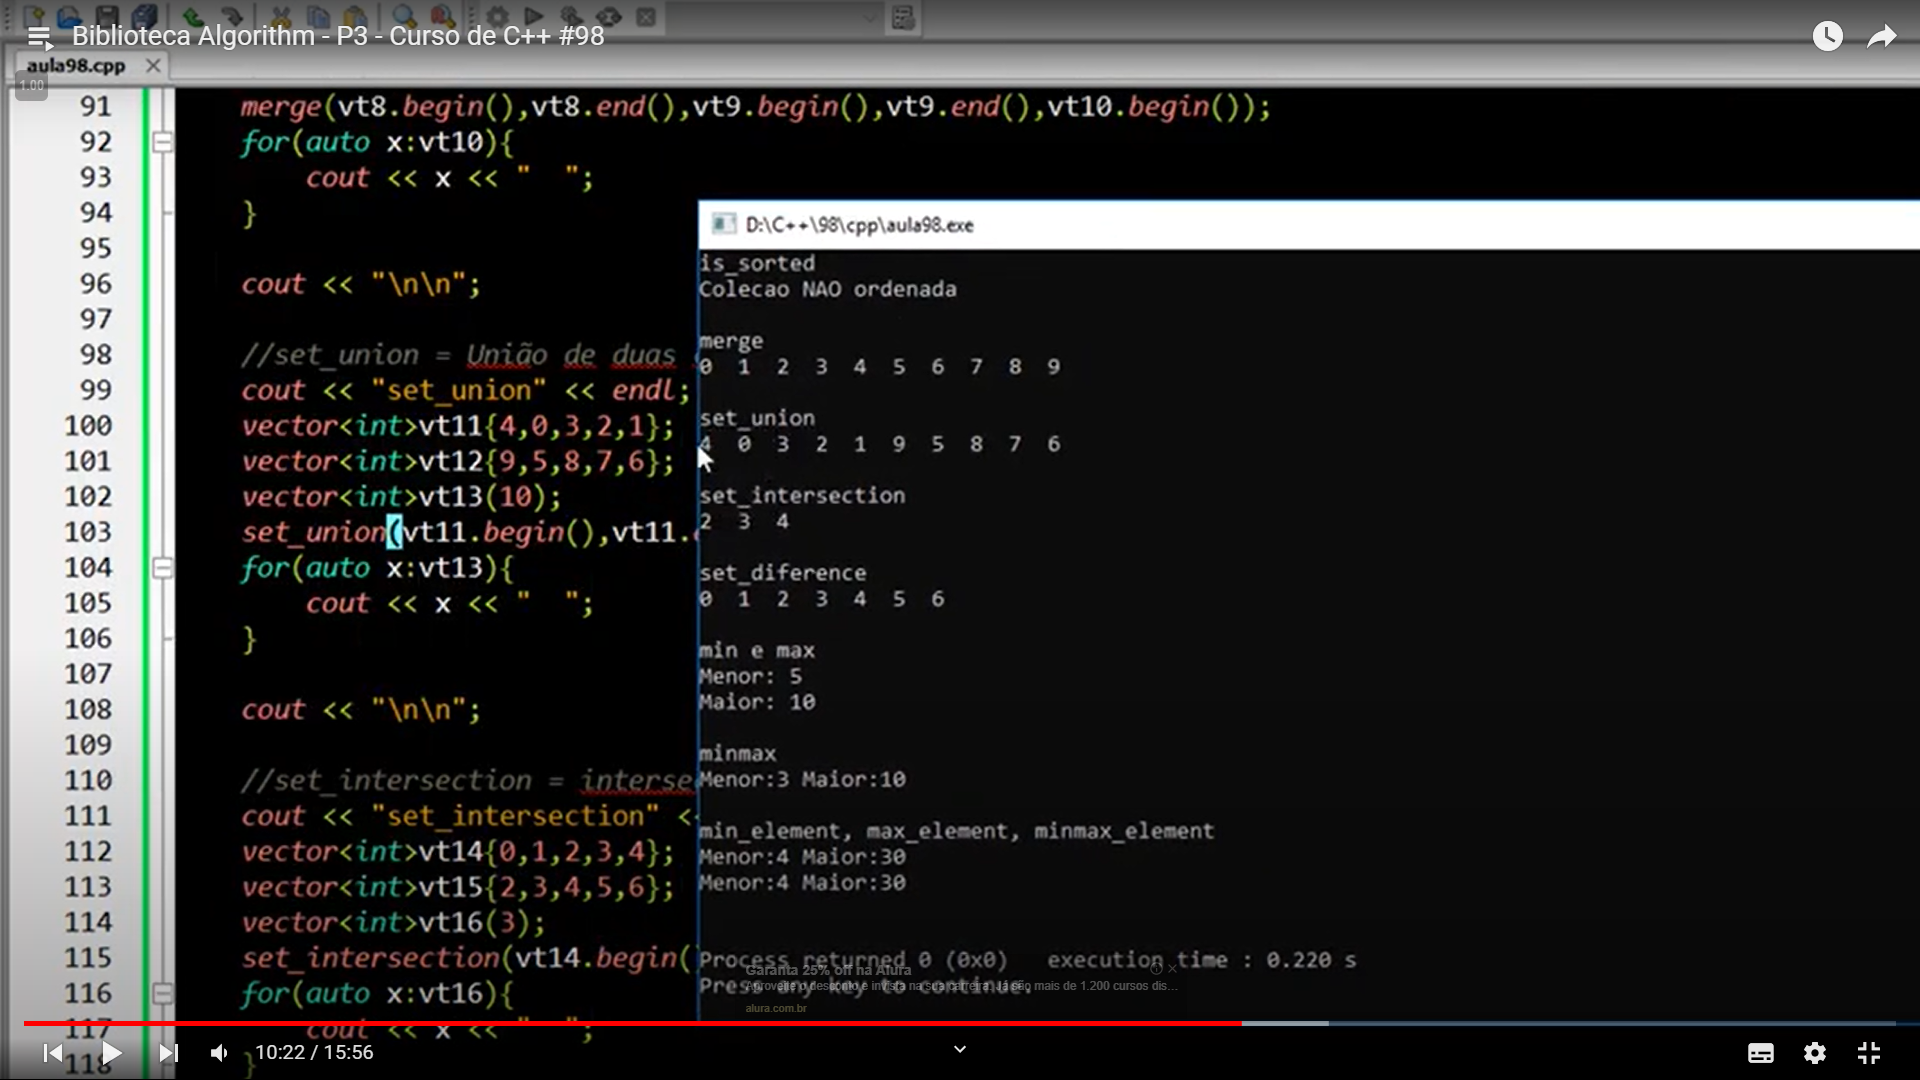 Biblioteca Algorithm - P3 - Curso de C++ #98
aula98.cpp
1.00
91 merge(vt8.begin(),vt8.end(),vt9.begin(),vt9.end(),vt10.begin());
92 for(auto x:vt10){
93 cout << x << "  ";
94 }
95
96 cout << "\n\n";
97
98 //set_union = União de duas
99 cout << "set_union" << endl;
100 vector<int>vt11{4,0,3,2,1};
101 vector<int>vt12{9,5,8,7,6};
102 vector<int>vt13(10);
103 set_union(vt11.begin(),vt11.
104 for(auto x:vt13){
105 cout << x << "  ";
106 }
107
108 cout << "\n\n";
109
110 //set_intersection = interse
111 cout << "set_intersection" <
112 vector<int>vt14{0,1,2,3,4};
113 vector<int>vt15{2,3,4,5,6};
114 vector<int>vt16(3);
115 set_intersection(vt14.begin(
116 for(auto x:vt16){
117 cout << x << "  ";
118 }
D:\C++\98\cpp\aula98.exe
is_sorted
Colecao NAO ordenada
merge
0 1 2 3 4 5 6 7 8 9
set_union
4 0 3 2 1 9 5 8 7 6
set_intersection
2 3 4
set_diference
0 1 2 3 4 5 6
min e max
Menor: 5
Maior: 10
minmax
Menor:3 Maior:10
min_element, max_element, minmax_element
Menor:4 Maior:30
Menor:4 Maior:30
Process returned 0 (0x0) execution time : 0.220 s
Press any key to continue.
Garanta 25% off na Alura
Aproveite o desconto e invista na sua carreira. Já são mais de 1.200 cursos dis...
alura.com.br
10:22 / 15:56